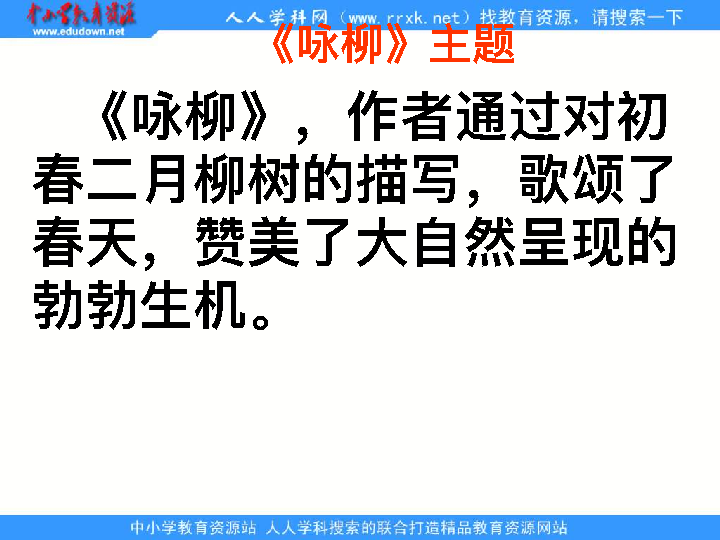 中小学教育资源
www.edudown.net
人人学科网（www.rrxk.net）找教育资源，请搜索一下
《咏柳》主题
《咏柳》，作者通过对初
春二月柳树的描写，歌颂了
春天，赞美了大自然呈现的
勃勃生机。
中小学教育资源站 人人学科搜索的联合打造精品教育资源网站